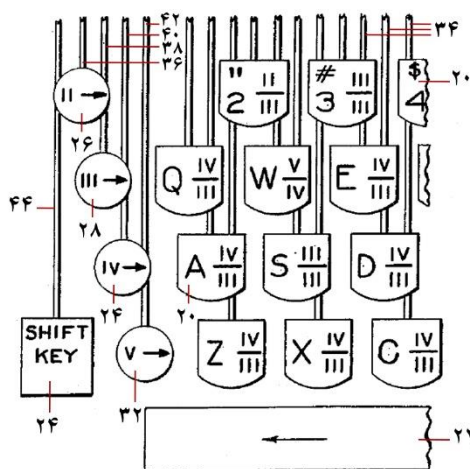 ۴۲
۴۰
۳۸
۳۶
۳۴
II →
" 2 II/III
# 3 III/III
$ 4
۲۰
۲۶
III →
Q IV/III
W V/IV
E IV/III
۴۴
۲۸
IV →
A IV/III
S III/III
D IV/III
۲۴
۲۰
SHIFT
KEY
V →
Z IV/III
X IV/III
C IV/III
۳۲
۲۴
←
۲۲